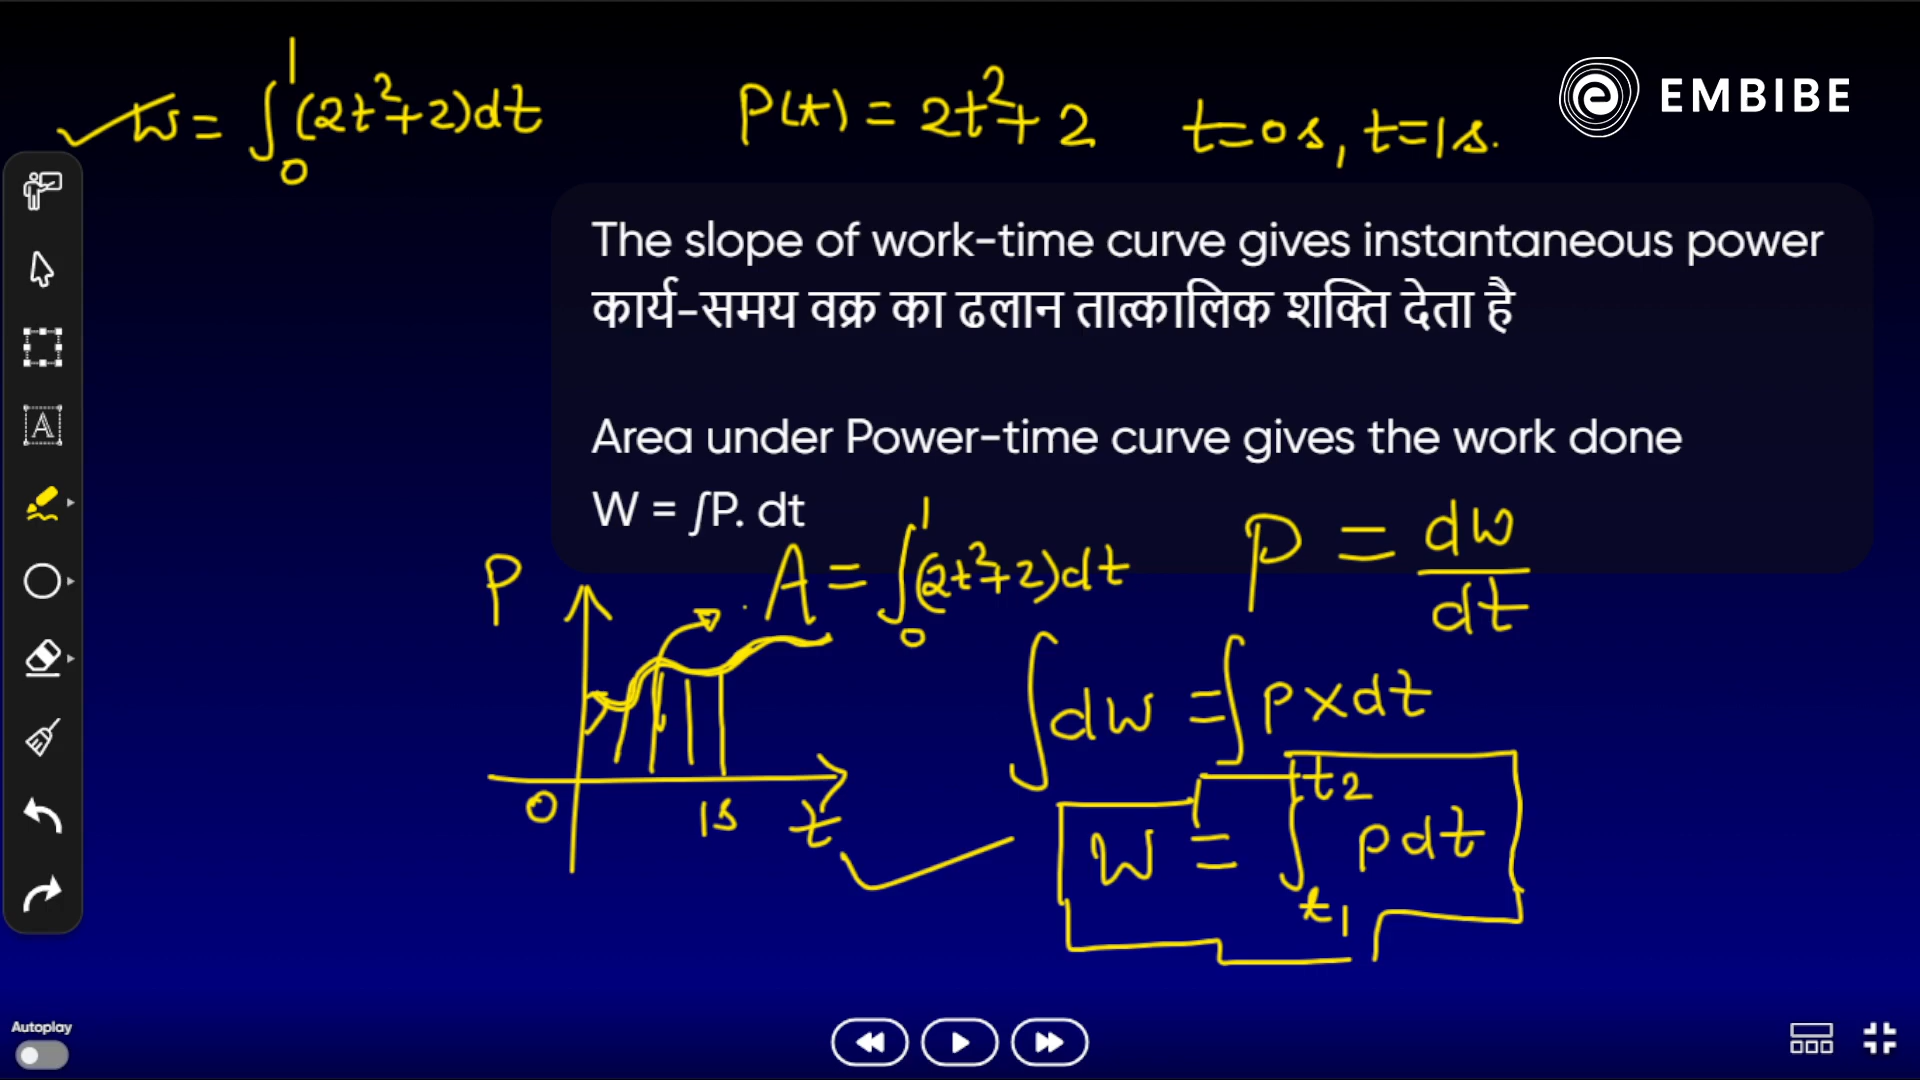 W = ∫₀¹ (2t²+2)dt
P(t) = 2t²+2
t=0s, t=1s.
EMBIBE
The slope of work-time curve gives instantaneous power
कार्य-समय वक्र का ढलान तात्कालिक शक्ति देता है
Area under Power-time curve gives the work done
W = ∫P. dt
A = ∫₀¹ (2t²+2)dt
P = dw/dt
P
∫dw = ∫p×dt
0
1s
t
W = ∫ₜ₁ᵗ² pdt
Autoplay